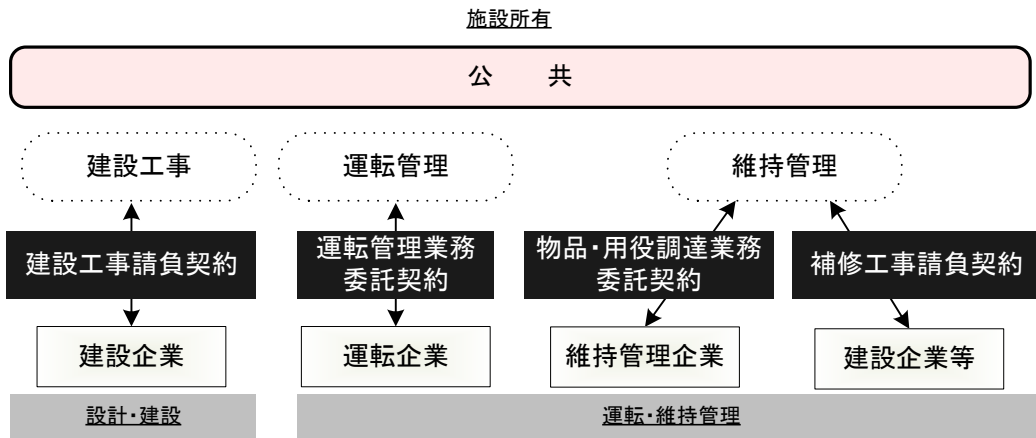 施設所有
公　　共
建設工事
運転管理
維持管理
建設工事請負契約
運転管理業務
委託契約
物品・用役調達業務
委託契約
補修工事請負契約
建設企業
運転企業
維持管理企業
建設企業等
設計・建設
運転・維持管理